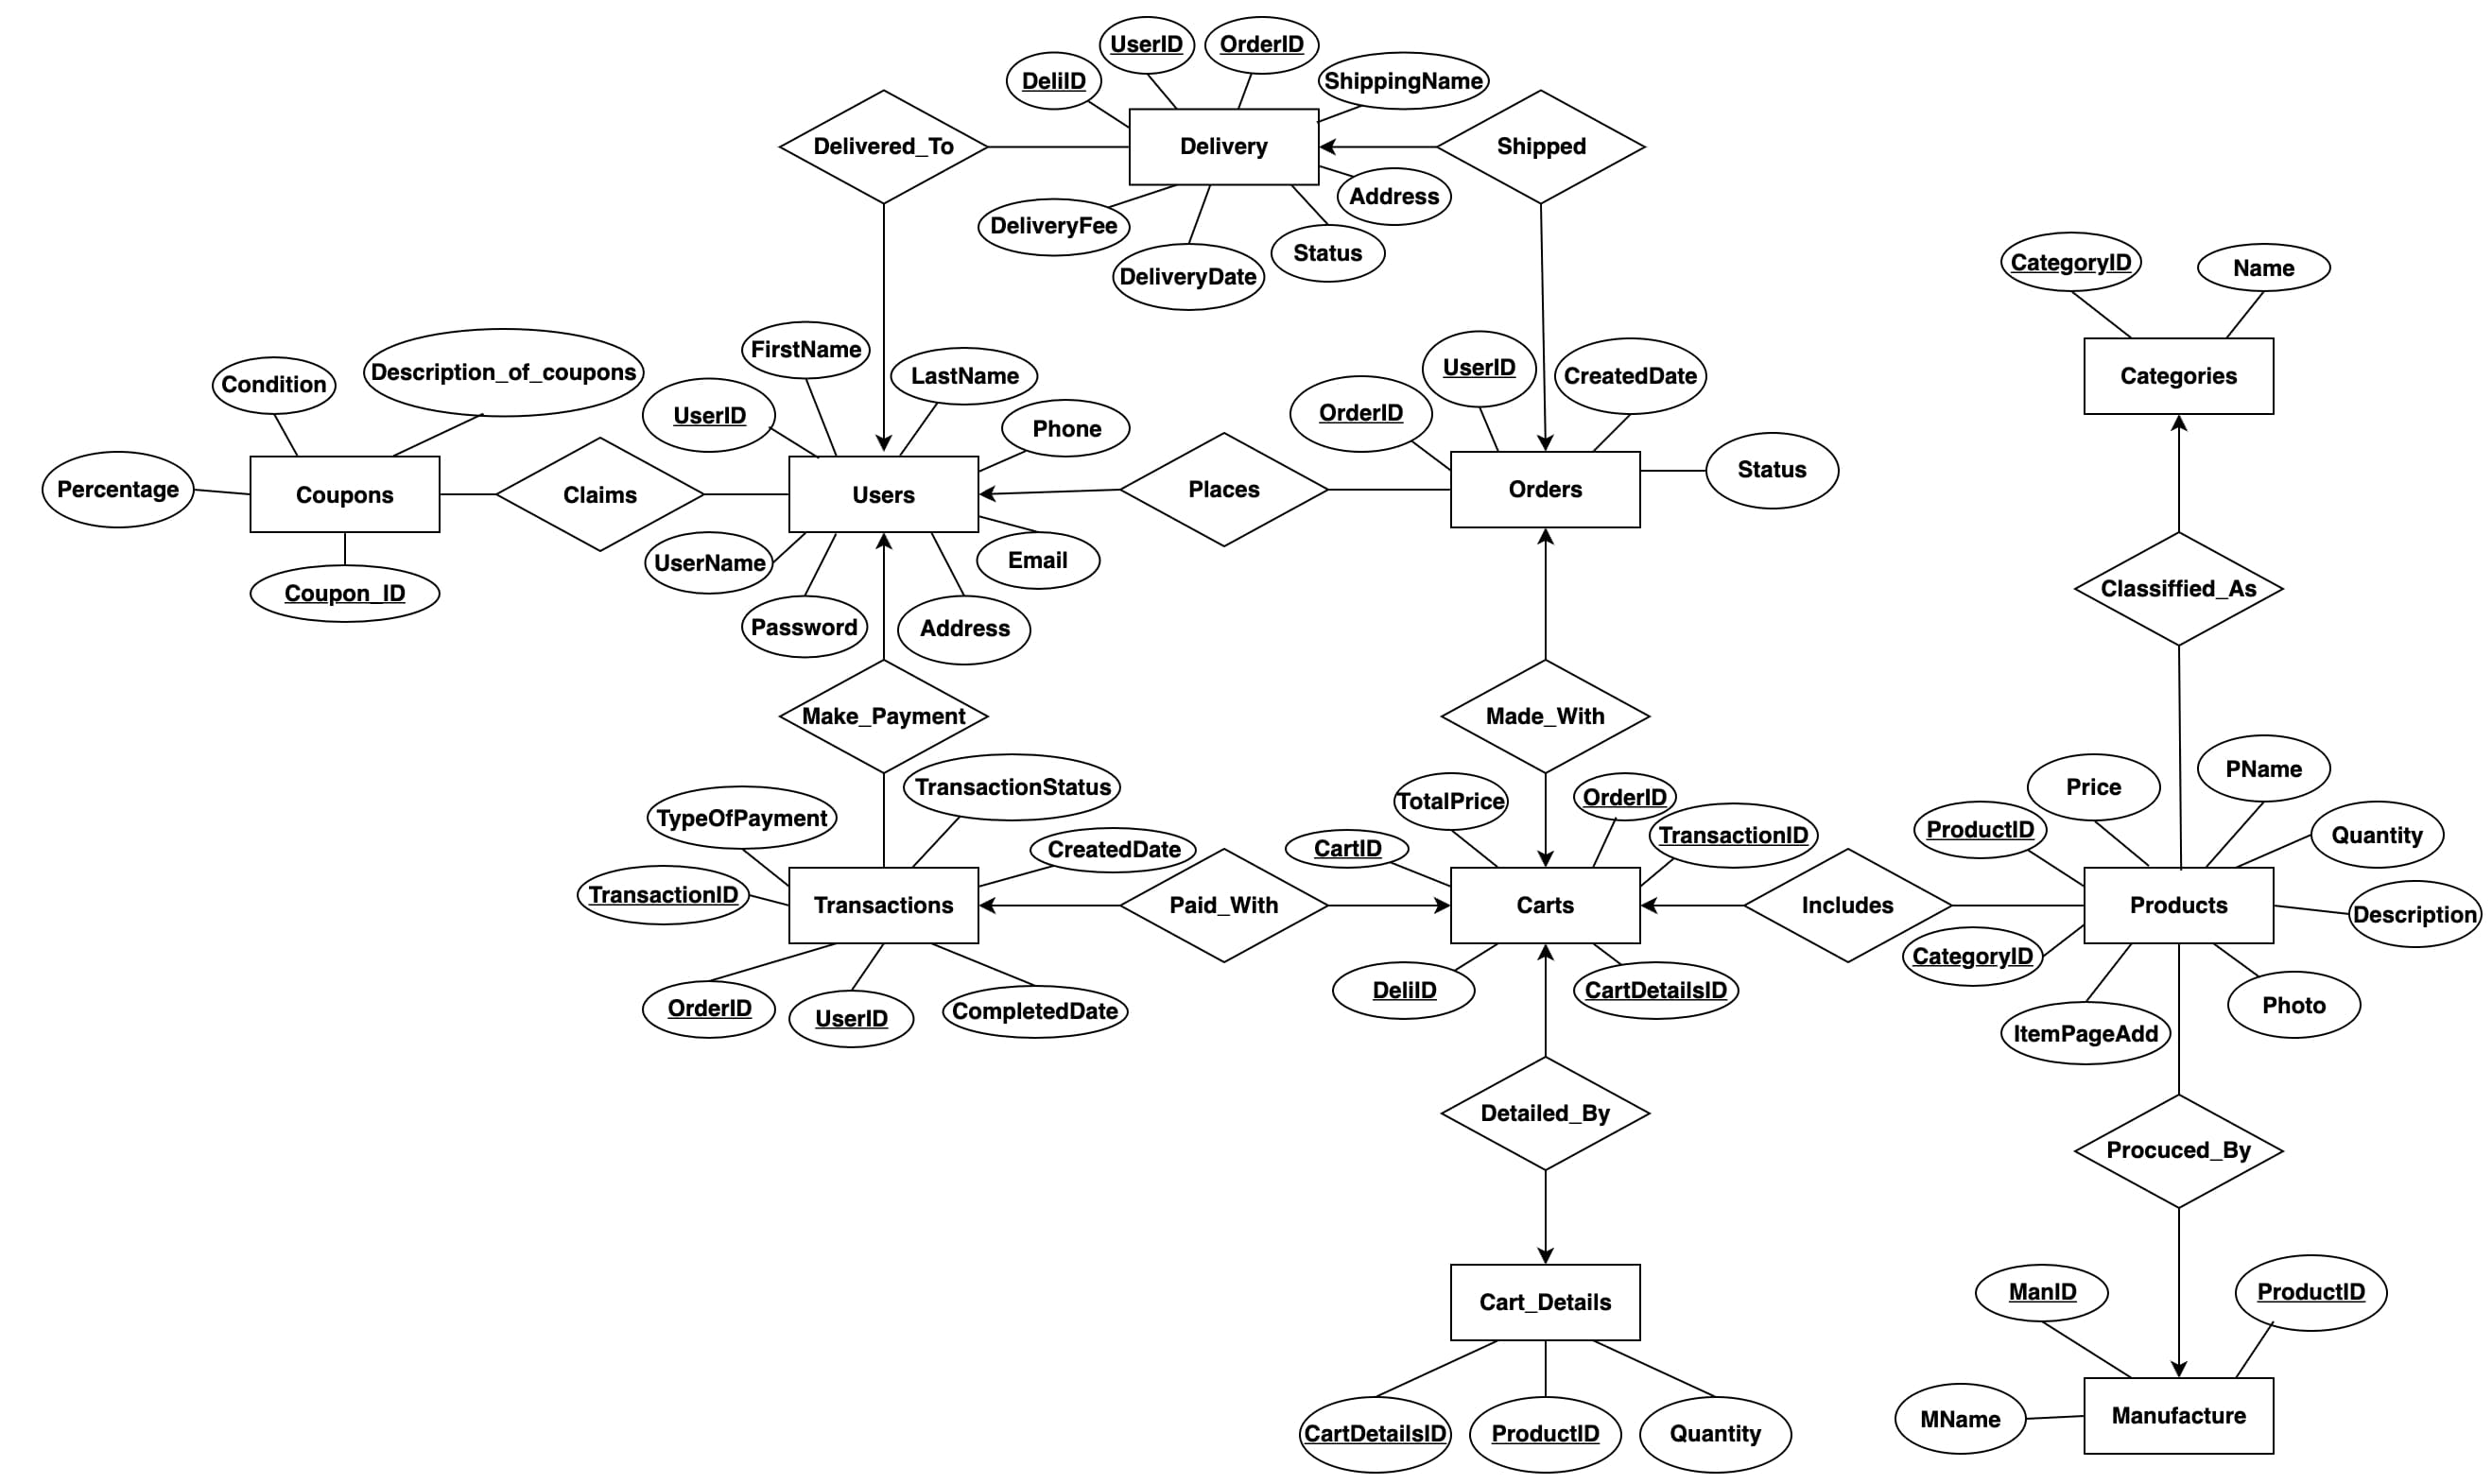 UserID
OrderID
DeliID
ShippingName
Delivered_To
Delivery
Shipped
Address
DeliveryFee
Status
DeliveryDate
CategoryID
Name
Categories
FirstName
Description_of_coupons
LastName
Condition
UserID
Phone
UserID
CreatedDate
OrderID
Status
Percentage
Coupons
Claims
Users
Places
Orders
UserName
Email
Coupon_ID
Password
Address
Classiffied_As
Make_Payment
Made_With
TransactionStatus
TypeOfPayment
CreatedDate
TotalPrice
OrderID
TransactionID
CartID
Price
PName
ProductID
Quantity
TransactionID
Transactions
Paid_With
Carts
Includes
Products
Description
CategoryID
OrderID
UserID
CompletedDate
DeliID
CartDetailsID
ItemPageAdd
Photo
Detailed_By
Procuced_By
Cart_Details
ManID
ProductID
CartDetailsID
ProductID
Quantity
MName
Manufacture